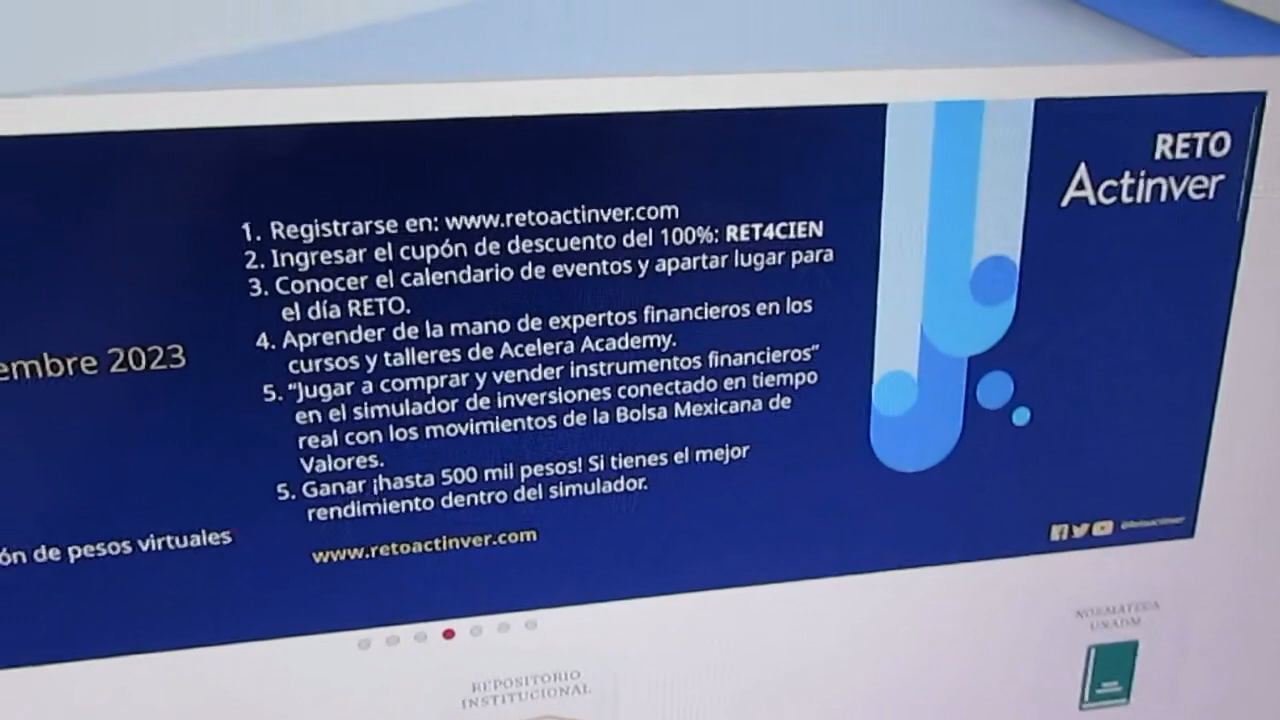 RETO
Actinver
1. Registrarse en: www.retoactinver.com
2. Ingresar el cupón de descuento del 100%: RET4CIEN
3. Conocer el calendario de eventos y apartar lugar para
el día RETO.
4. Aprender de la mano de expertos financieros en los
cursos y talleres de Acelera Academy.
5. “Jugar a comprar y vender instrumentos financieros”
en el simulador de inversiones conectado en tiempo
real con los movimientos de la Bolsa Mexicana de
Valores.
5. Ganar ¡hasta 500 mil pesos! Si tienes el mejor
rendimiento dentro del simulador.
www.retoactinver.com
embre 2023
ón de pesos virtuales
@Retoactinver
REPOSITORIO
INSTITUCIONAL
NORMATECA
UNADM